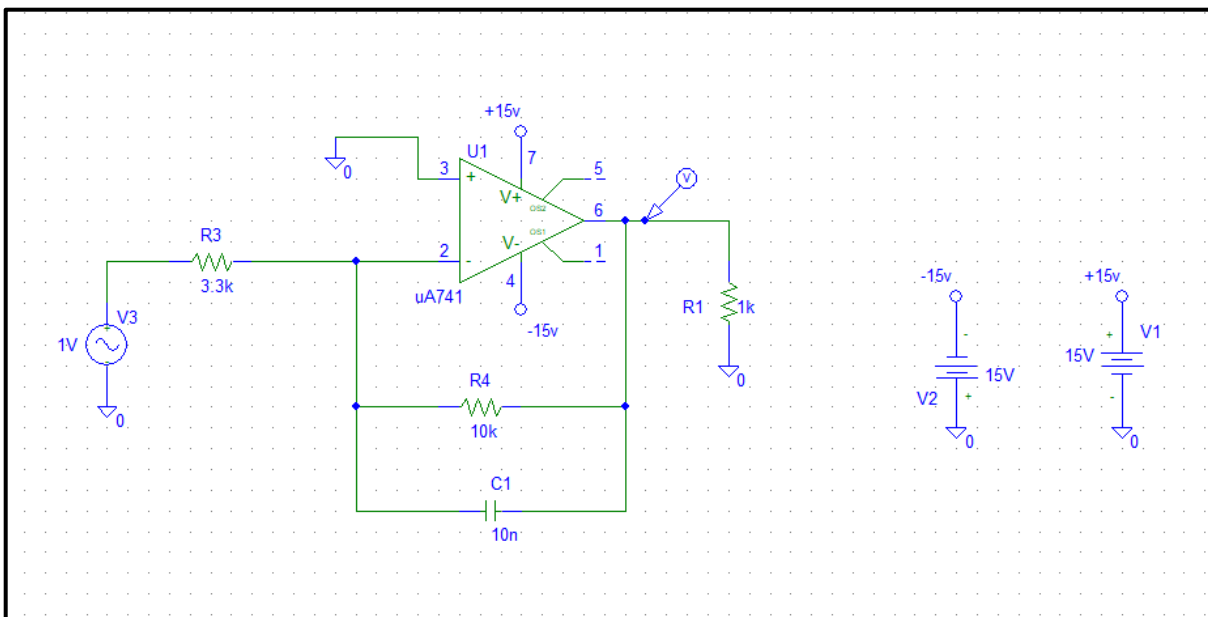 +15v
U1
7
5
3
+
0
V+
OS2
V
6
R3
OS1
2
-
V-
1
3.3k
4
uA741
-15v
+
V3
1V
-
0
R1
1k
0
R4
10k
C1
10n
-15v
+15v
-
+
V1
15V
15V
V2
+
-
0
0